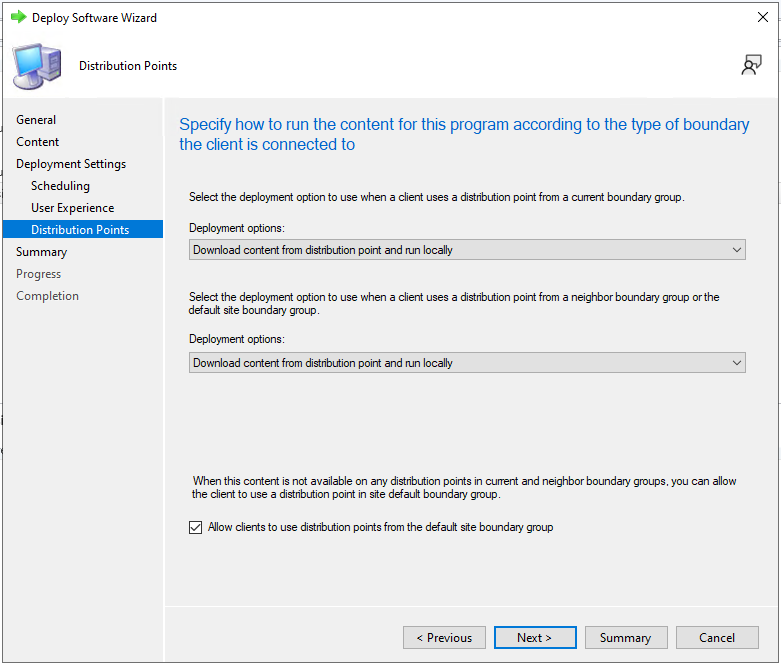 Deploy Software Wizard
Distribution Points
General
Content
Deployment Settings
Scheduling
User Experience
Distribution Points
Summary
Progress
Completion
Specify how to run the content for this program according to the type of boundary
the client is connected to
Select the deployment option to use when a client uses a distribution point from a current boundary group.
Deployment options:
Download content from distribution point and run locally
Select the deployment option to use when a client uses a distribution point from a neighbor boundary group or the
default site boundary group.
Deployment options:
Download content from distribution point and run locally
When this content is not available on any distribution points in current and neighbor boundary groups, you can allow
the client to use a distribution point in site default boundary group.
Allow clients to use distribution points from the default site boundary group
< Previous
Next >
Summary
Cancel